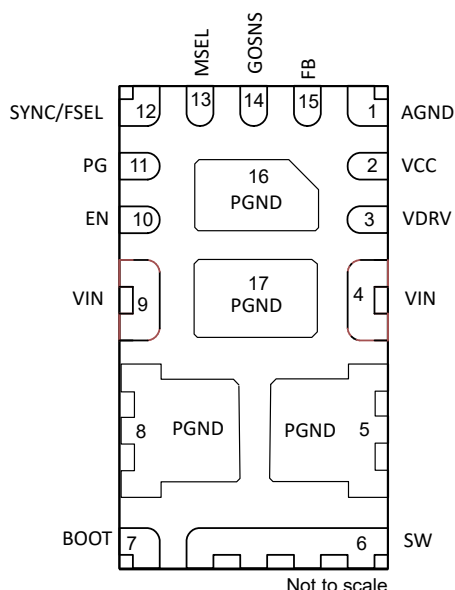 MSEL
GOSNS
FB
SYNC/FSEL 12 13 14 15 1 AGND
PG 11 16 2 VCC
PGND
EN 10 3 VDRV
VIN 9 17 4 VIN
PGND
8 PGND PGND 5
BOOT 7 6 SW
Not to scale